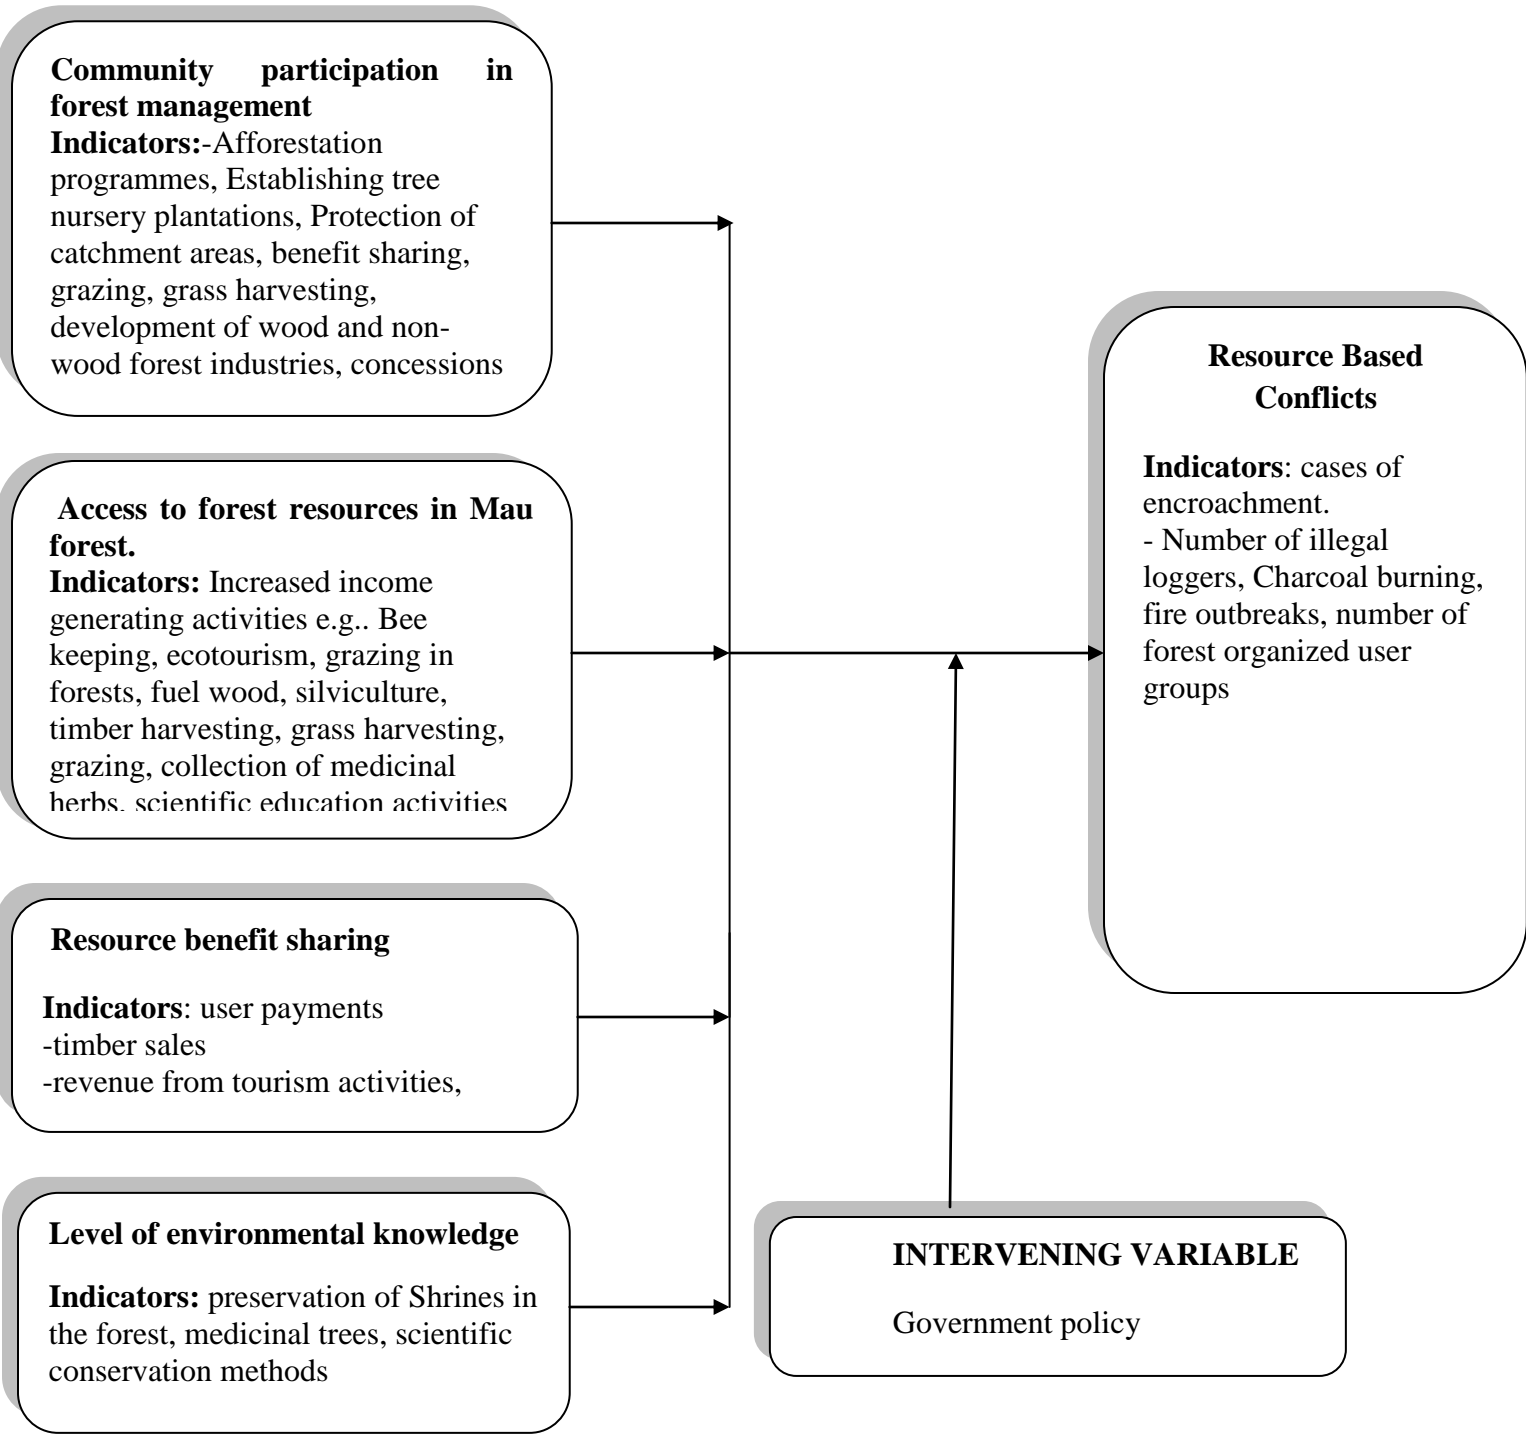 Community participation in
forest management
Indicators:-Afforestation
programmes, Establishing tree
nursery plantations, Protection of
catchment areas, benefit sharing,
grazing, grass harvesting,
development of wood and non-
wood forest industries, concessions
Access to forest resources in Mau
forest.
Indicators: Increased income
generating activities e.g.. Bee
keeping, ecotourism, grazing in
forests, fuel wood, silviculture,
timber harvesting, grass harvesting,
grazing, collection of medicinal
herbs, scientific education activities
Resource benefit sharing
Indicators: user payments
-timber sales
-revenue from tourism activities,
Level of environmental knowledge
Indicators: preservation of Shrines in
the forest, medicinal trees, scientific
conservation methods
Resource Based
Conflicts
Indicators: cases of
encroachment.
- Number of illegal
loggers, Charcoal burning,
fire outbreaks, number of
forest organized user
groups
INTERVENING VARIABLE
Government policy